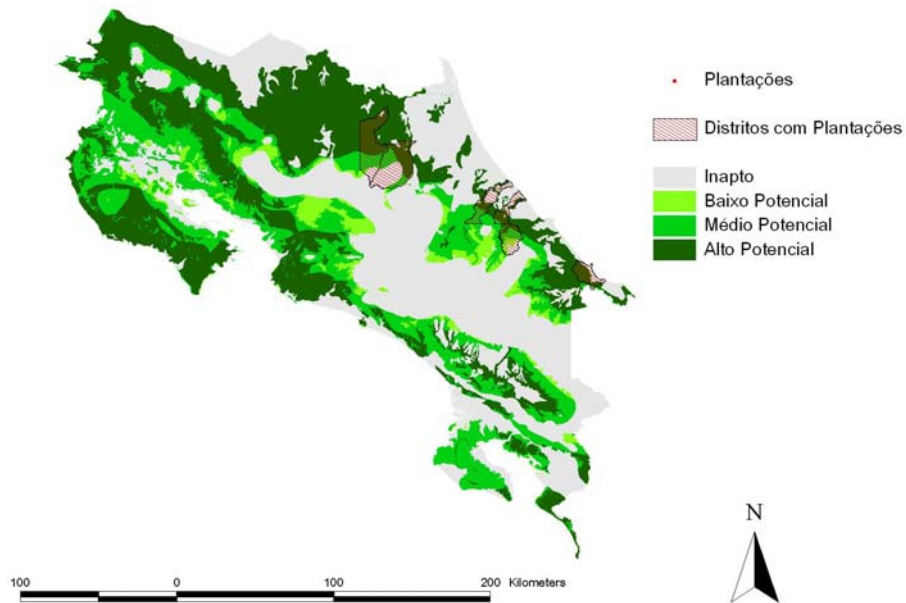 Plantações
Distritos com Plantações
Inapto
Baixo Potencial
Médio Potencial
Alto Potencial
N
100 0 100 200 Kilometers